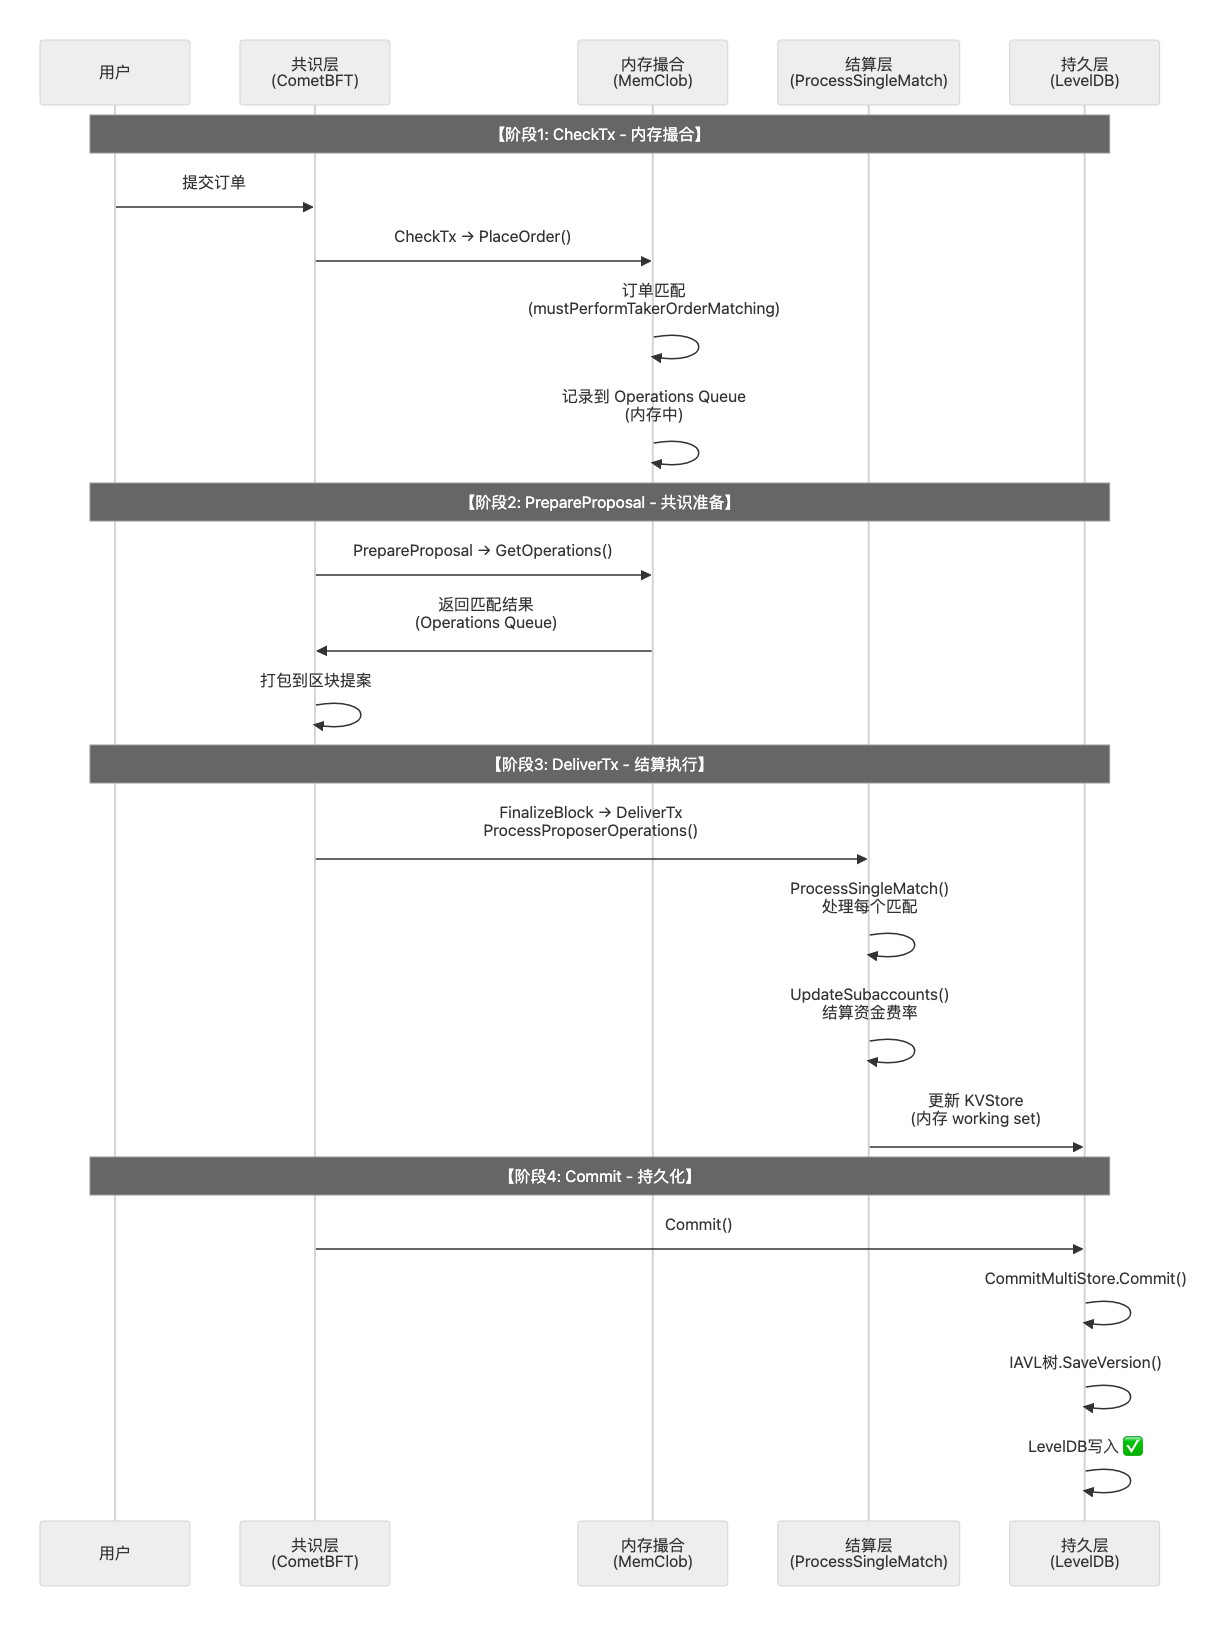 用户
共识层
(CometBFT)
内存撮合
(MemClob)
结算层
(ProcessSingleMatch)
持久层
(LevelDB)
【阶段1: CheckTx - 内存撮合】
提交订单
CheckTx → PlaceOrder()
订单匹配
(mustPerformTakerOrderMatching)
记录到 Operations Queue
(内存中)
【阶段2: PrepareProposal - 共识准备】
PrepareProposal → GetOperations()
返回匹配结果
(Operations Queue)
打包到区块提案
【阶段3: DeliverTx - 结算执行】
FinalizeBlock → DeliverTx
ProcessProposerOperations()
ProcessSingleMatch()
处理每个匹配
UpdateSubaccounts()
结算资金费率
更新 KVStore
(内存 working set)
【阶段4: Commit - 持久化】
Commit()
CommitMultiStore.Commit()
IAVL树.SaveVersion()
LevelDB写入 ✅
用户
共识层
(CometBFT)
内存撮合
(MemClob)
结算层
(ProcessSingleMatch)
持久层
(LevelDB)